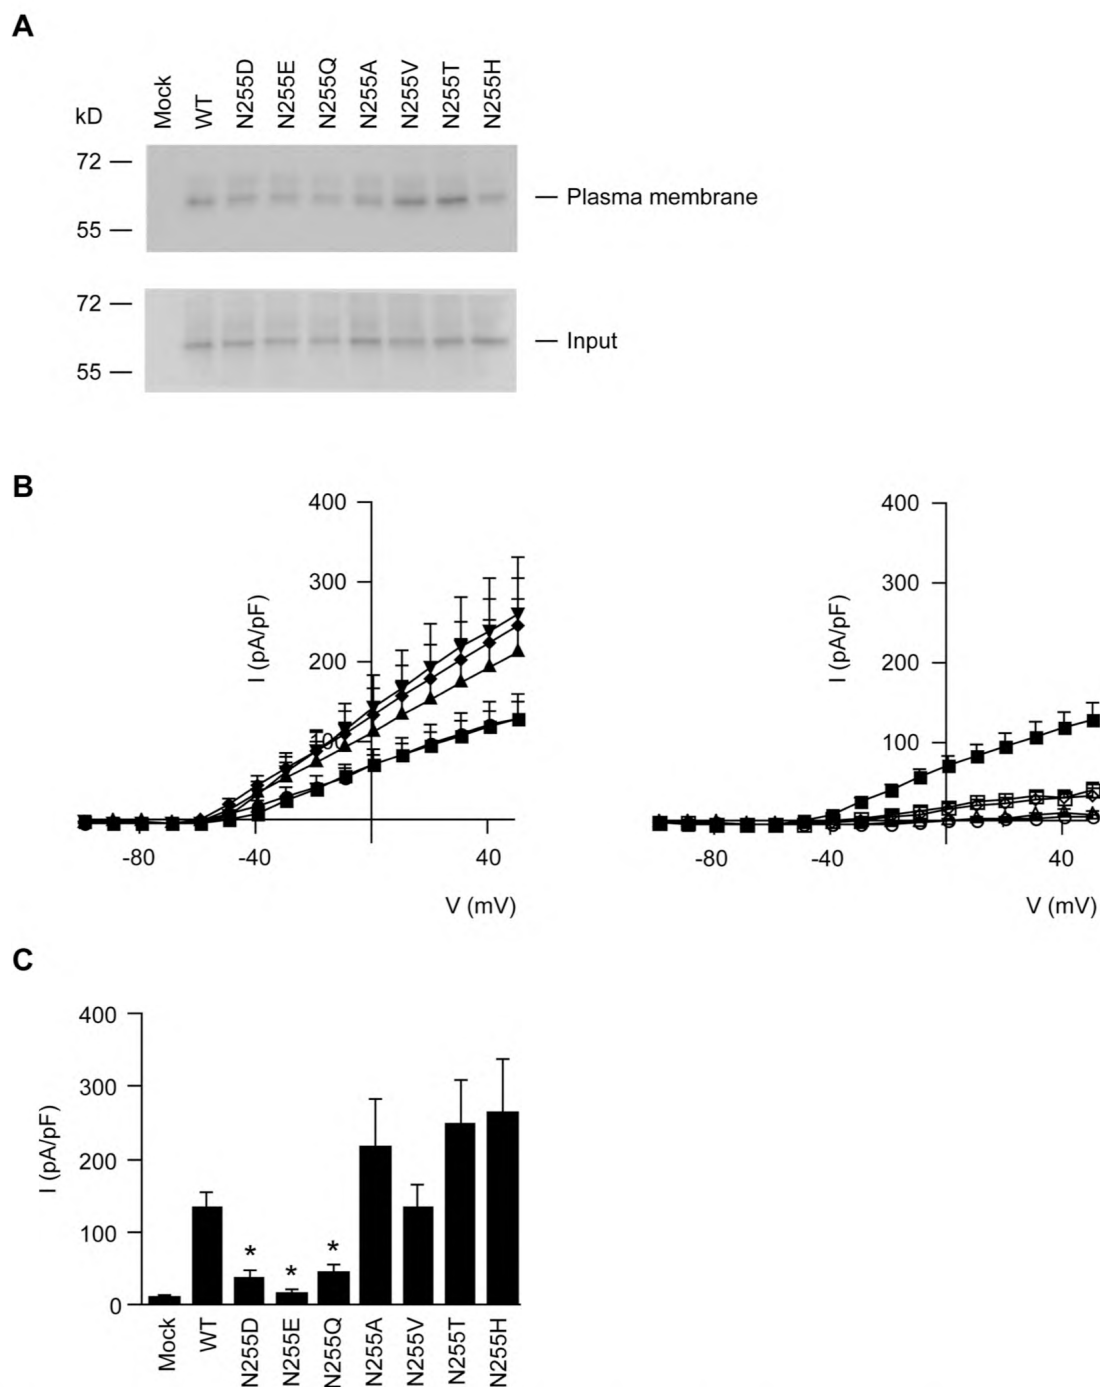 A
kD
Mock
WT
N255D
N255E
N255Q
N255A
N255V
N255T
N255H
72
55
Plasma membrane
72
55
Input
B
400
300
200
100
I (pA/pF)
-80
-40
40
V (mV)
400
300
200
100
I (pA/pF)
-80
-40
40
V (mV)
C
400
300
200
100
0
I (pA/pF)
*
*
*
Mock
WT
N255D
N255E
N255Q
N255A
N255V
N255T
N255H